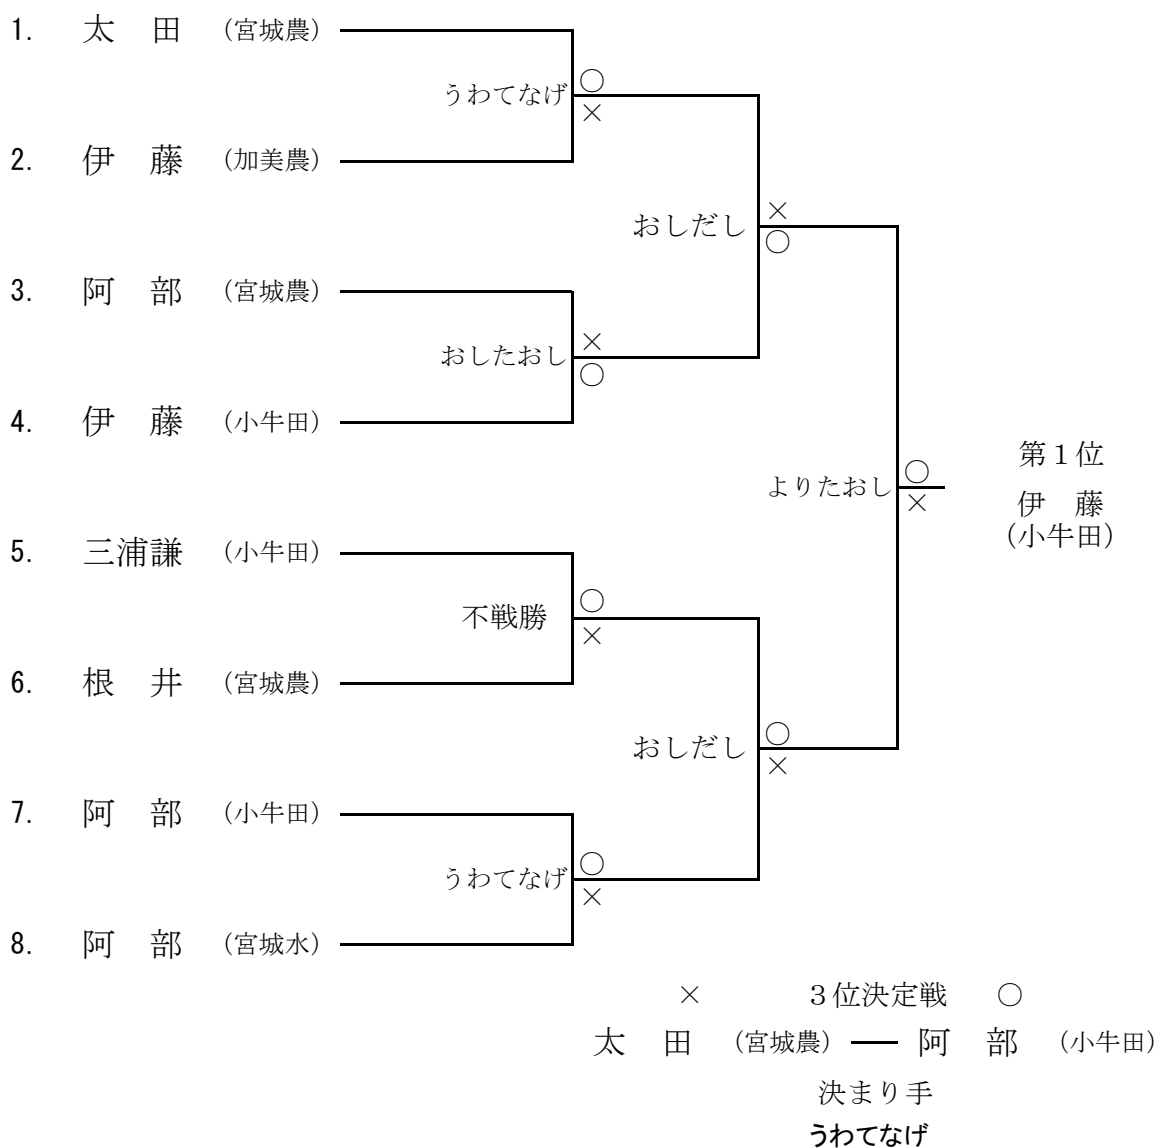 1. 太 田 （宮城農）
うわてなげ ○
×
2. 伊 藤 （加美農）
おしだし ×
○
3. 阿 部 （宮城農）
おしたおし ×
○
4. 伊 藤 （小牛田）
よりたおし ○
×
第１位
伊 藤
（小牛田）
5. 三浦謙 （小牛田）
不戦勝 ○
×
6. 根 井 （宮城農）
おしだし ○
×
7. 阿 部 （小牛田）
うわてなげ ○
×
8. 阿 部 （宮城水）
× ３位決定戦 ○
太 田 （宮城農） ― 阿 部 （小牛田）
決まり手
うわてなげ